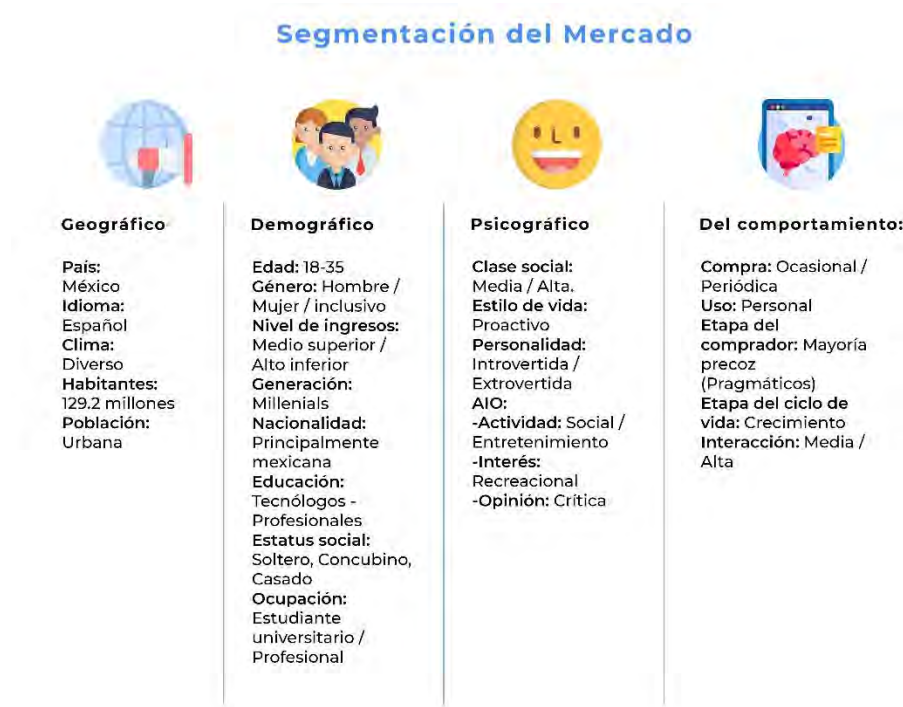 Segmentación del Mercado
Geográfico
País:
México
Idioma:
Español
Clima:
Diverso
Habitantes:
129.2 millones
Población:
Urbana
Demográfico
Edad: 18-35
Género: Hombre /
Mujer / inclusivo
Nivel de ingresos:
Medio superior /
Alto inferior
Generación:
Millenials
Nacionalidad:
Principalmente
mexicana
Educación:
Tecnólogos -
Profesionales
Estatus social:
Soltero, Concubino,
Casado
Ocupación:
Estudiante
universitario /
Profesional
Psicográfico
Clase social:
Media / Alta.
Estilo de vida:
Proactivo
Personalidad:
Introvertida /
Extrovertida
AIO:
-Actividad: Social /
Entretenimiento
-Interés:
Recreacional
-Opinión: Crítica
Del comportamiento:
Compra: Ocasional /
Periódica
Uso: Personal
Etapa del
comprador: Mayoría
precoz
(Pragmáticos)
Etapa del ciclo de
vida: Crecimiento
Interacción: Media /
Alta